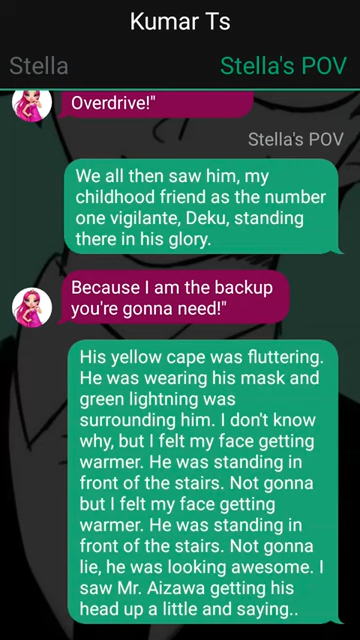 Kumar Ts
Stella
Stella's POV
Overdrive!"
Stella's POV
We all then saw him, my
childhood friend as the number
one vigilante, Deku, standing
there in his glory.
Because I am the backup
you're gonna need!"
His yellow cape was fluttering.
He was wearing his mask and
green lightning was
surrounding him. I don't know
why, but I felt my face getting
warmer. He was standing in
front of the stairs. Not gonna
but I felt my face getting
warmer. He was standing in
front of the stairs. Not gonna
lie, he was looking awesome. I
saw Mr. Aizawa getting his
head up a little and saying..